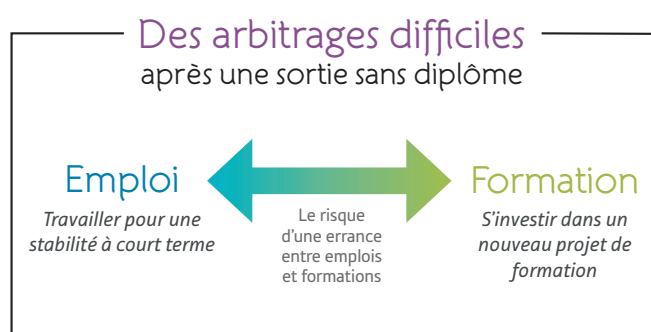 Des arbitrages difficiles
après une sortie sans diplôme
Emploi
Travailler pour une
stabilité à court terme
Le risque
d'une errance
entre emplois
et formations
Formation
S'investir dans un
nouveau projet de
formation